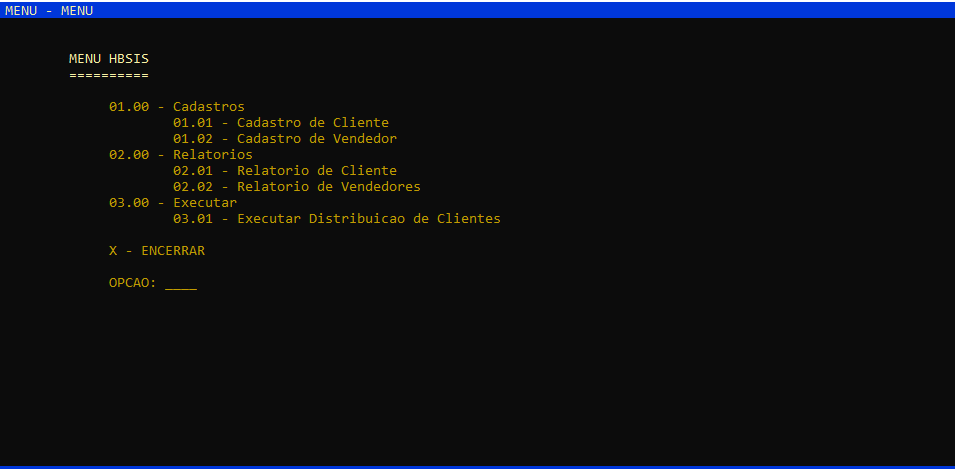 MENU - MENU
MENU HBSIS
==========
01.00 - Cadastros
01.01 - Cadastro de Cliente
01.02 - Cadastro de Vendedor
02.00 - Relatorios
02.01 - Relatorio de Cliente
02.02 - Relatorio de Vendedores
03.00 - Executar
03.01 - Executar Distribuicao de Clientes
X - ENCERRAR
OPCAO: ____